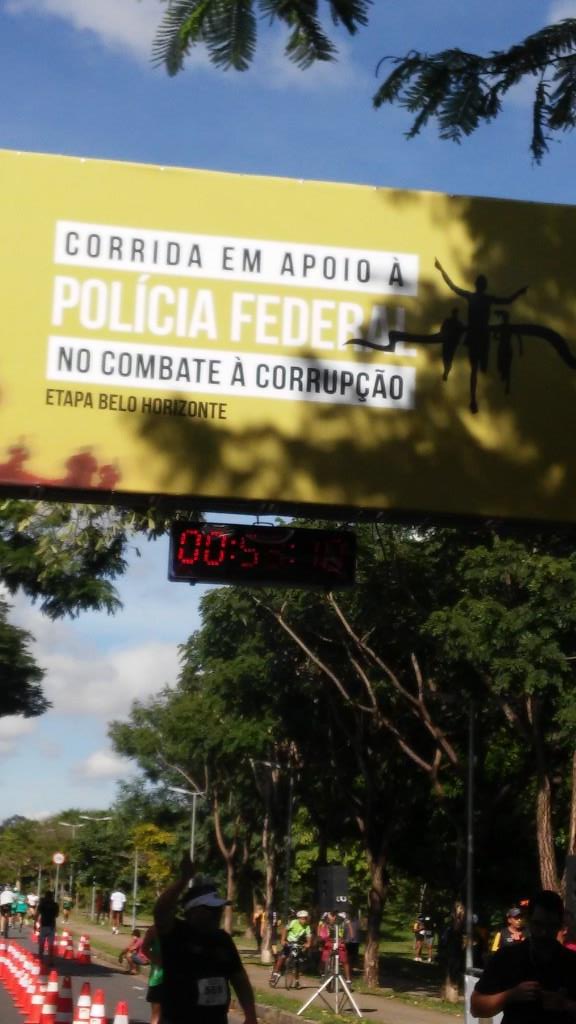 CORRIDA EM APOIO À
POLÍCIA FEDERAL
NO COMBATE À CORRUPÇÃO
ETAPA BELO HORIZONTE